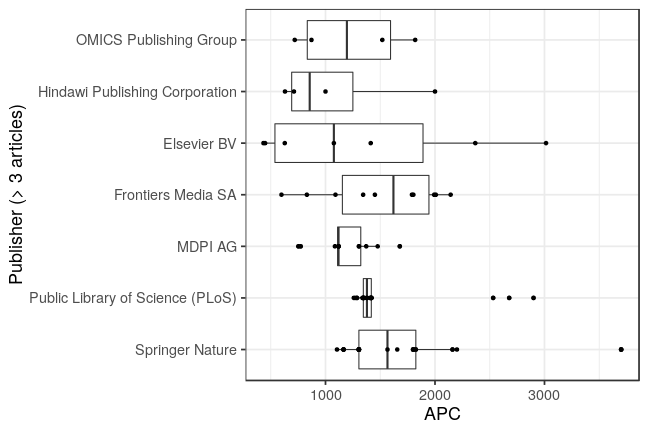 Publisher (> 3 articles)
OMICS Publishing Group
Hindawi Publishing Corporation
Elsevier BV
Frontiers Media SA
MDPI AG
Public Library of Science (PLoS)
Springer Nature
1000 2000 3000
APC